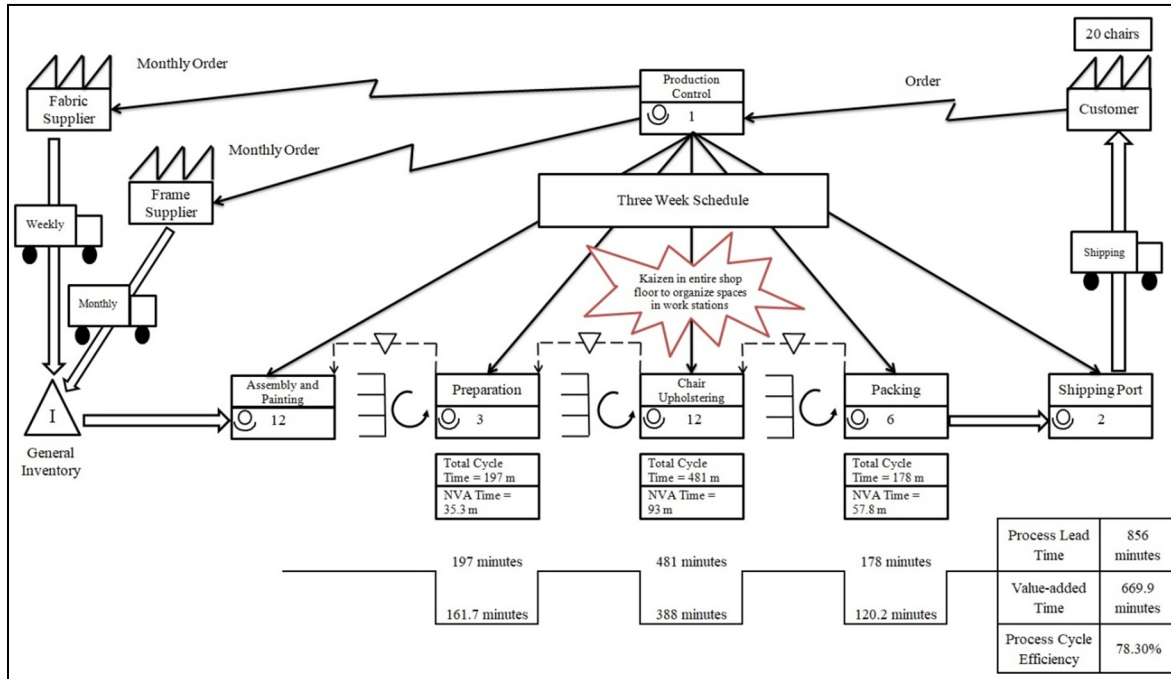 20 chairs
Monthly Order
Production
Control
1
Order
Fabric
Supplier
Customer
Monthly Order
Frame
Supplier
Three Week Schedule
Weekly
Shipping
Monthly
Kaizen in entire shop
floor to organize spaces
in work stations
I
General
Inventory
Assembly and
Painting
12
Preparation
3
Chair
Upholstering
12
Packing
6
Shipping Port
2
Total Cycle
Time = 197 m
NVA Time =
35.3 m
Total Cycle
Time = 481 m
NVA Time =
93 m
Total Cycle
Time = 178 m
NVA Time =
57.8 m
197 minutes
481 minutes
178 minutes
161.7 minutes
388 minutes
120.2 minutes
Process Lead
Time
856
minutes
Value-added
Time
669.9
minutes
Process Cycle
Efficiency
78.30%